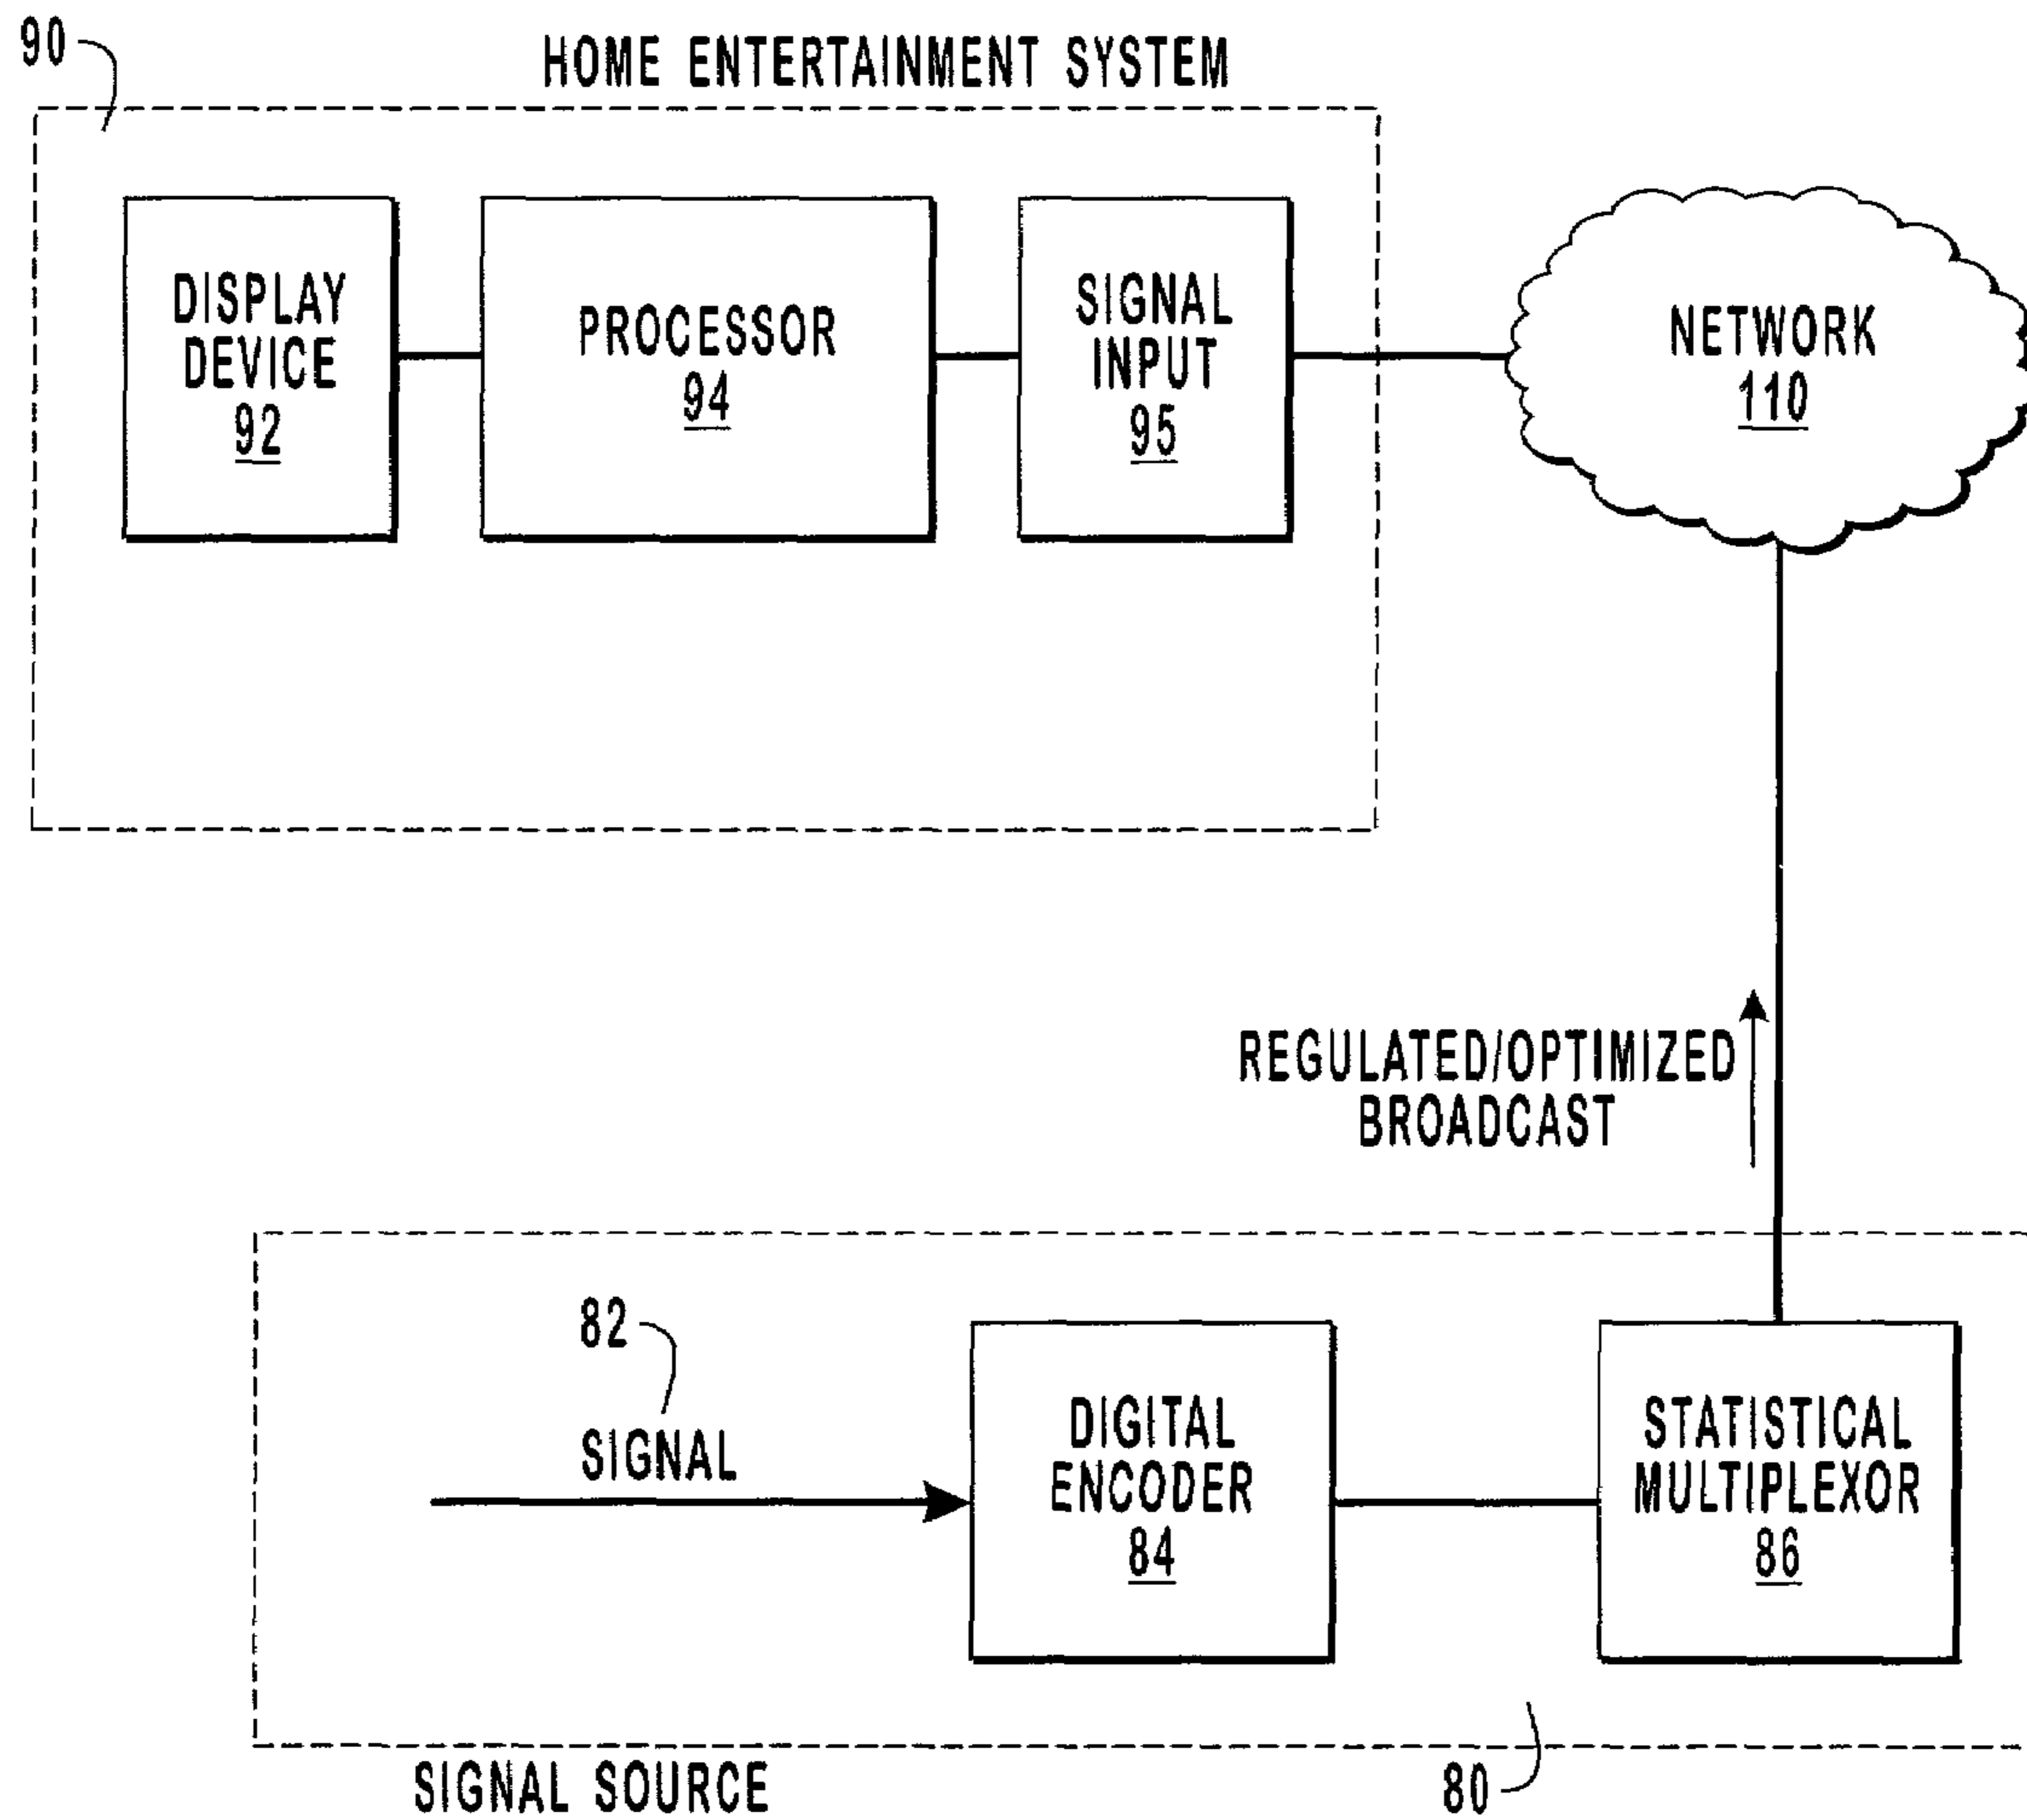 90
HOME ENTERTAINMENT SYSTEM
DISPLAY
DEVICE
92
PROCESSOR
94
SIGNAL
INPUT
95
NETWORK
110
REGULATED/OPTIMIZED
BROADCAST
82
SIGNAL
DIGITAL
ENCODER
84
STATISTICAL
MULTIPLEXOR
86
SIGNAL SOURCE
80